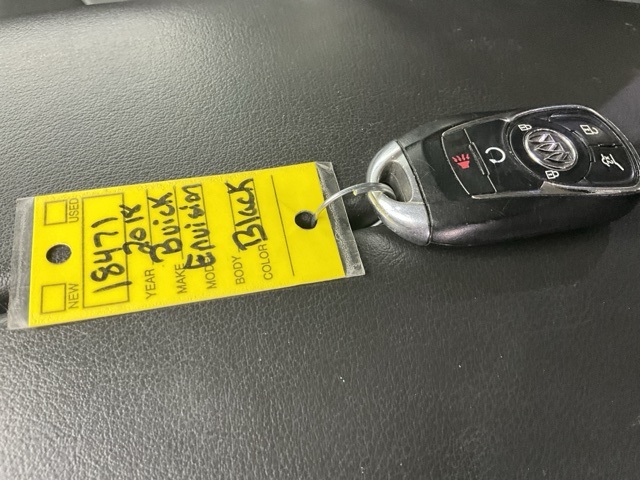 NEW USED
18471
YEAR 2018
MAKE Buick
MODEL Envision
BODY
COLOR Black